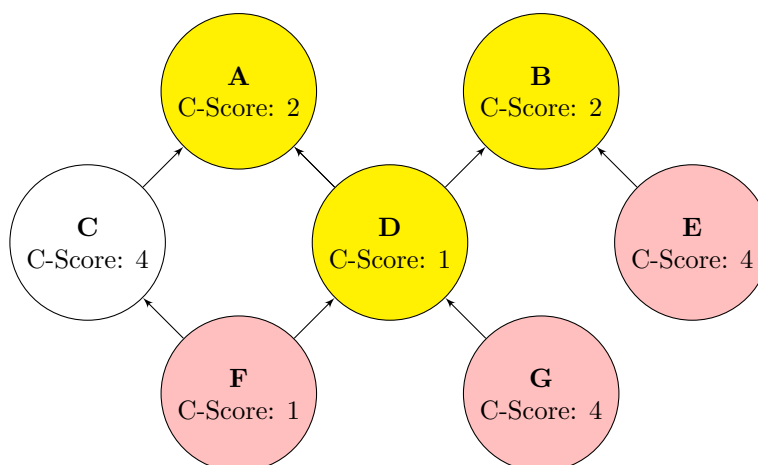 A
C-Score: 2
B
C-Score: 2
C
C-Score: 4
D
C-Score: 1
E
C-Score: 4
F
C-Score: 1
G
C-Score: 4